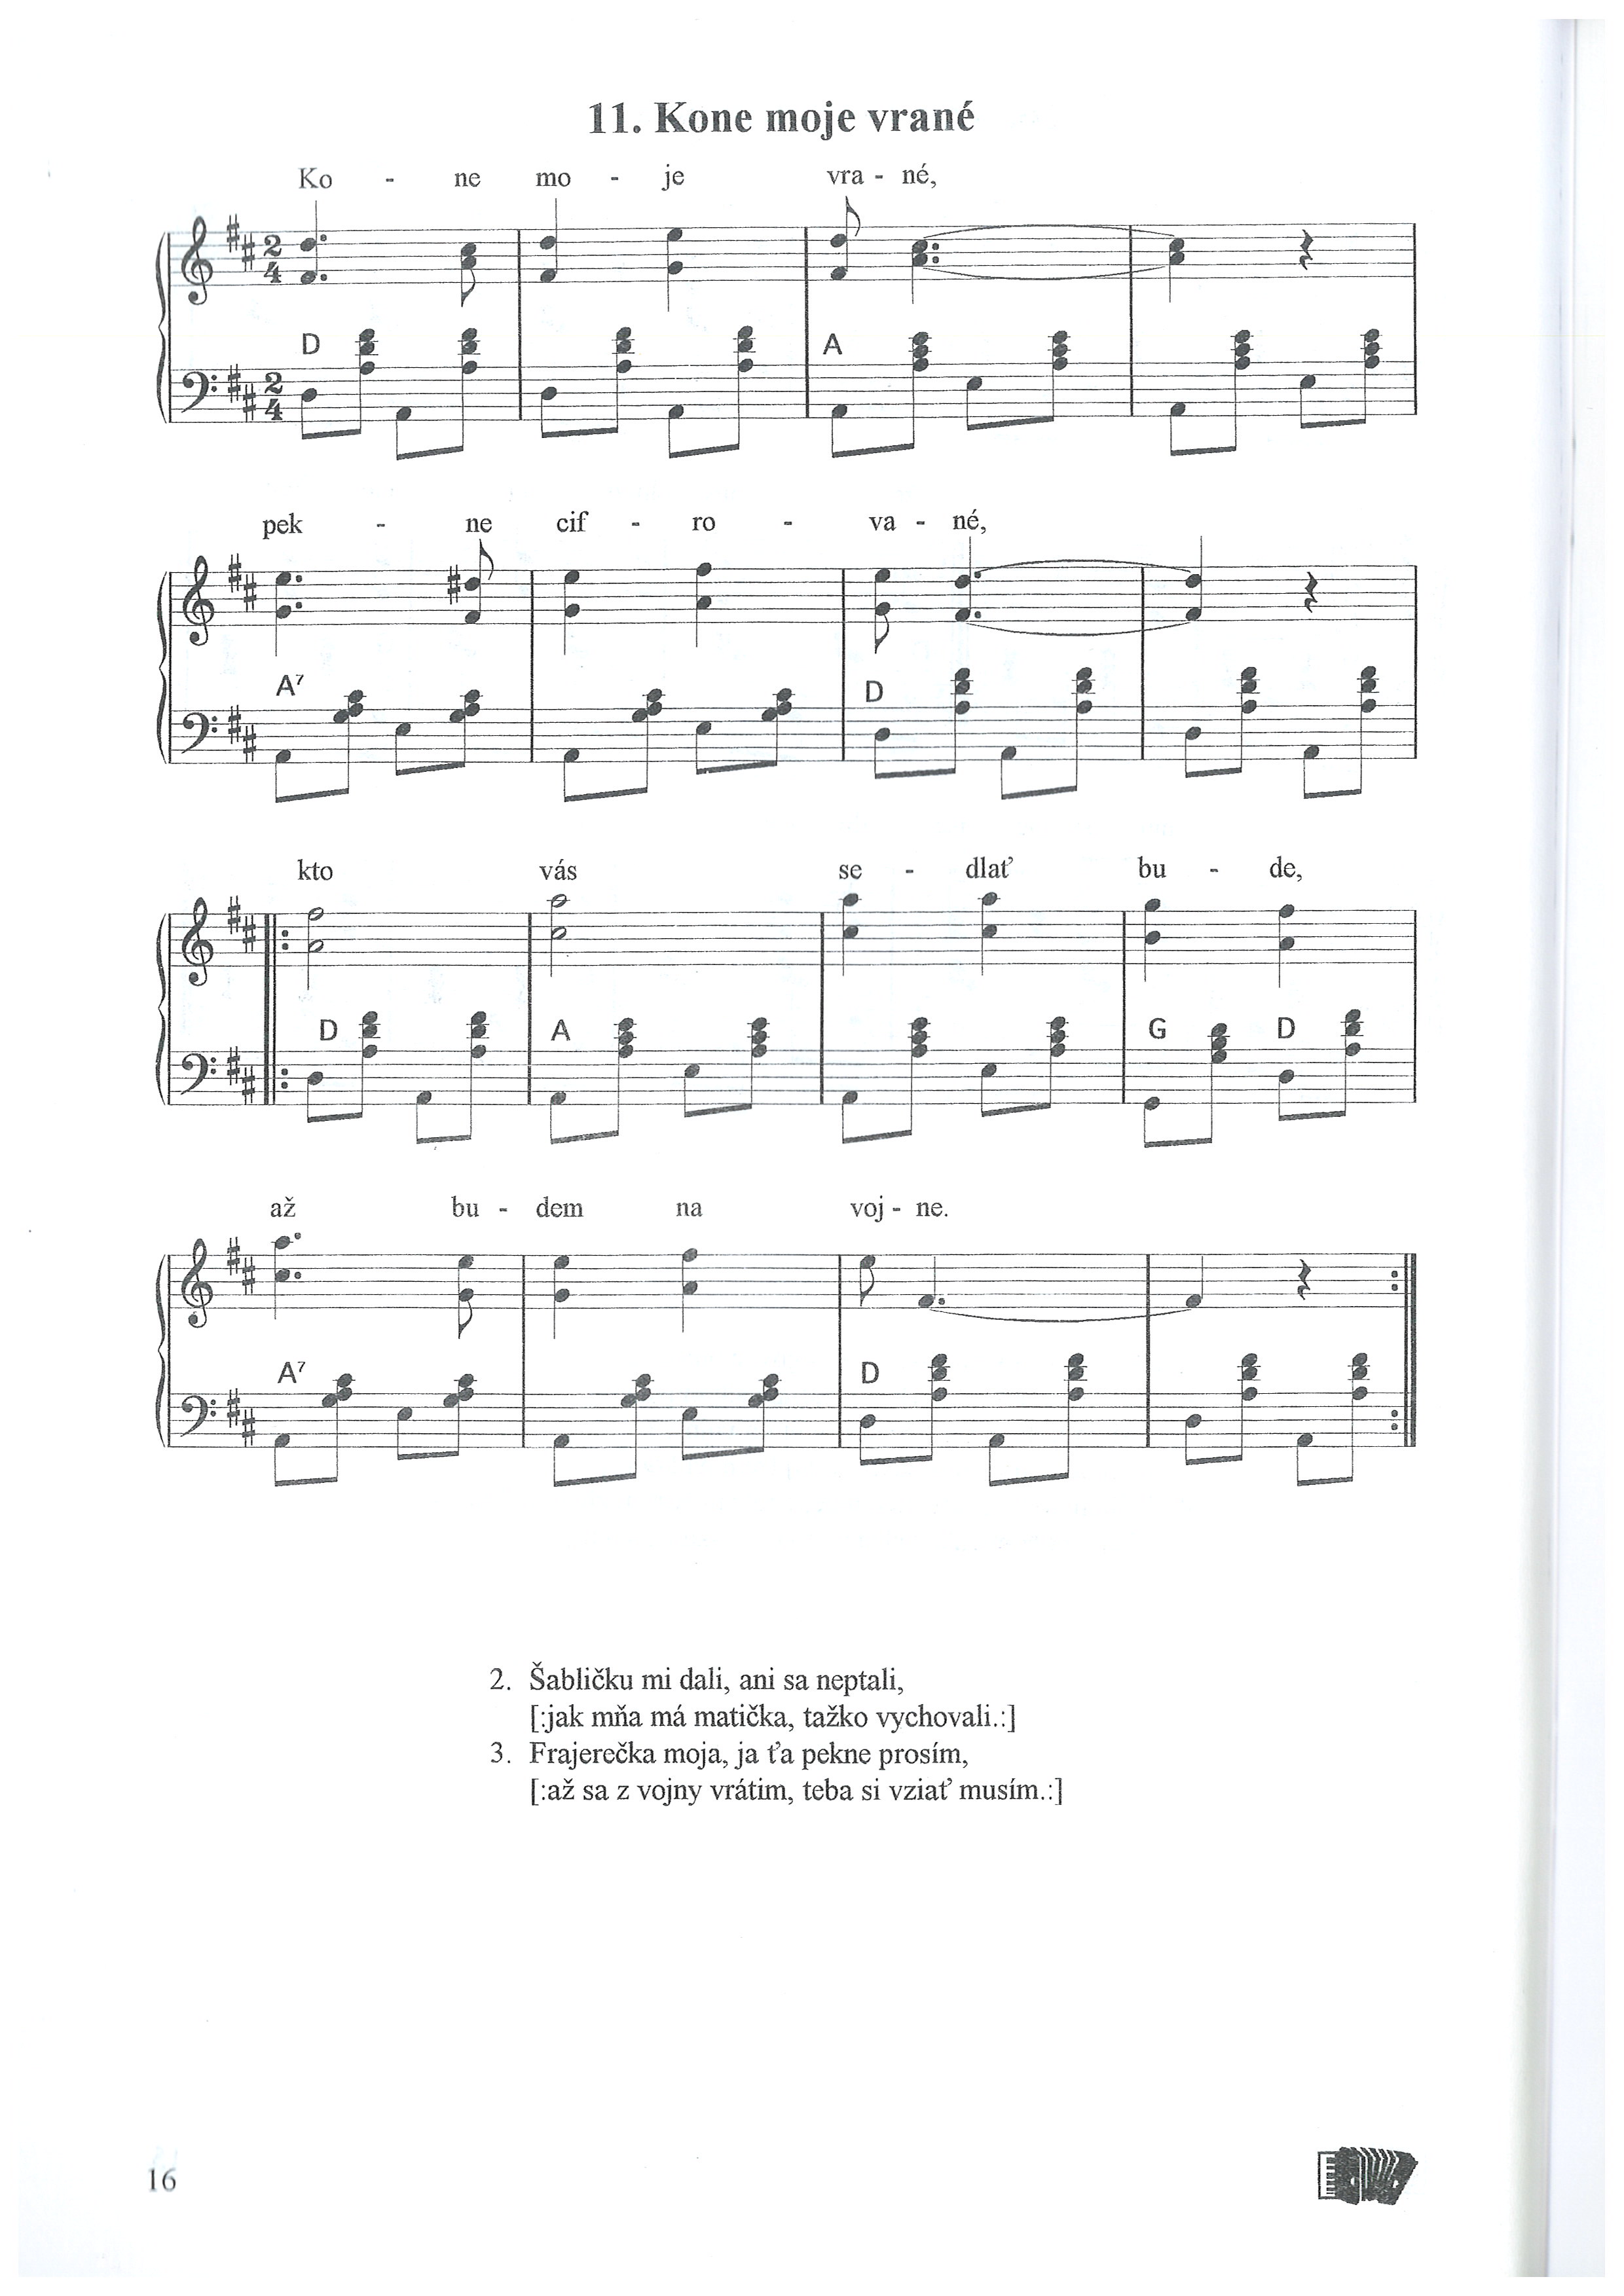 11. Kone moje vrané
Ko - ne mo - je vra - né,
2 4
D A
2 4
pek - ne cif - ro - va - né,
A⁷ D
kto vás se - dlať bu - de,
D A G D
až bu - dem na voj - ne.
A⁷ D
2. Šabličku mi dali, ani sa neptali,
[:jak mňa má matička, tažko vychovali.:]
3. Frajerečka moja, ja ťa pekne prosím,
[:až sa z vojny vrátim, teba si vziať musím.:]
16